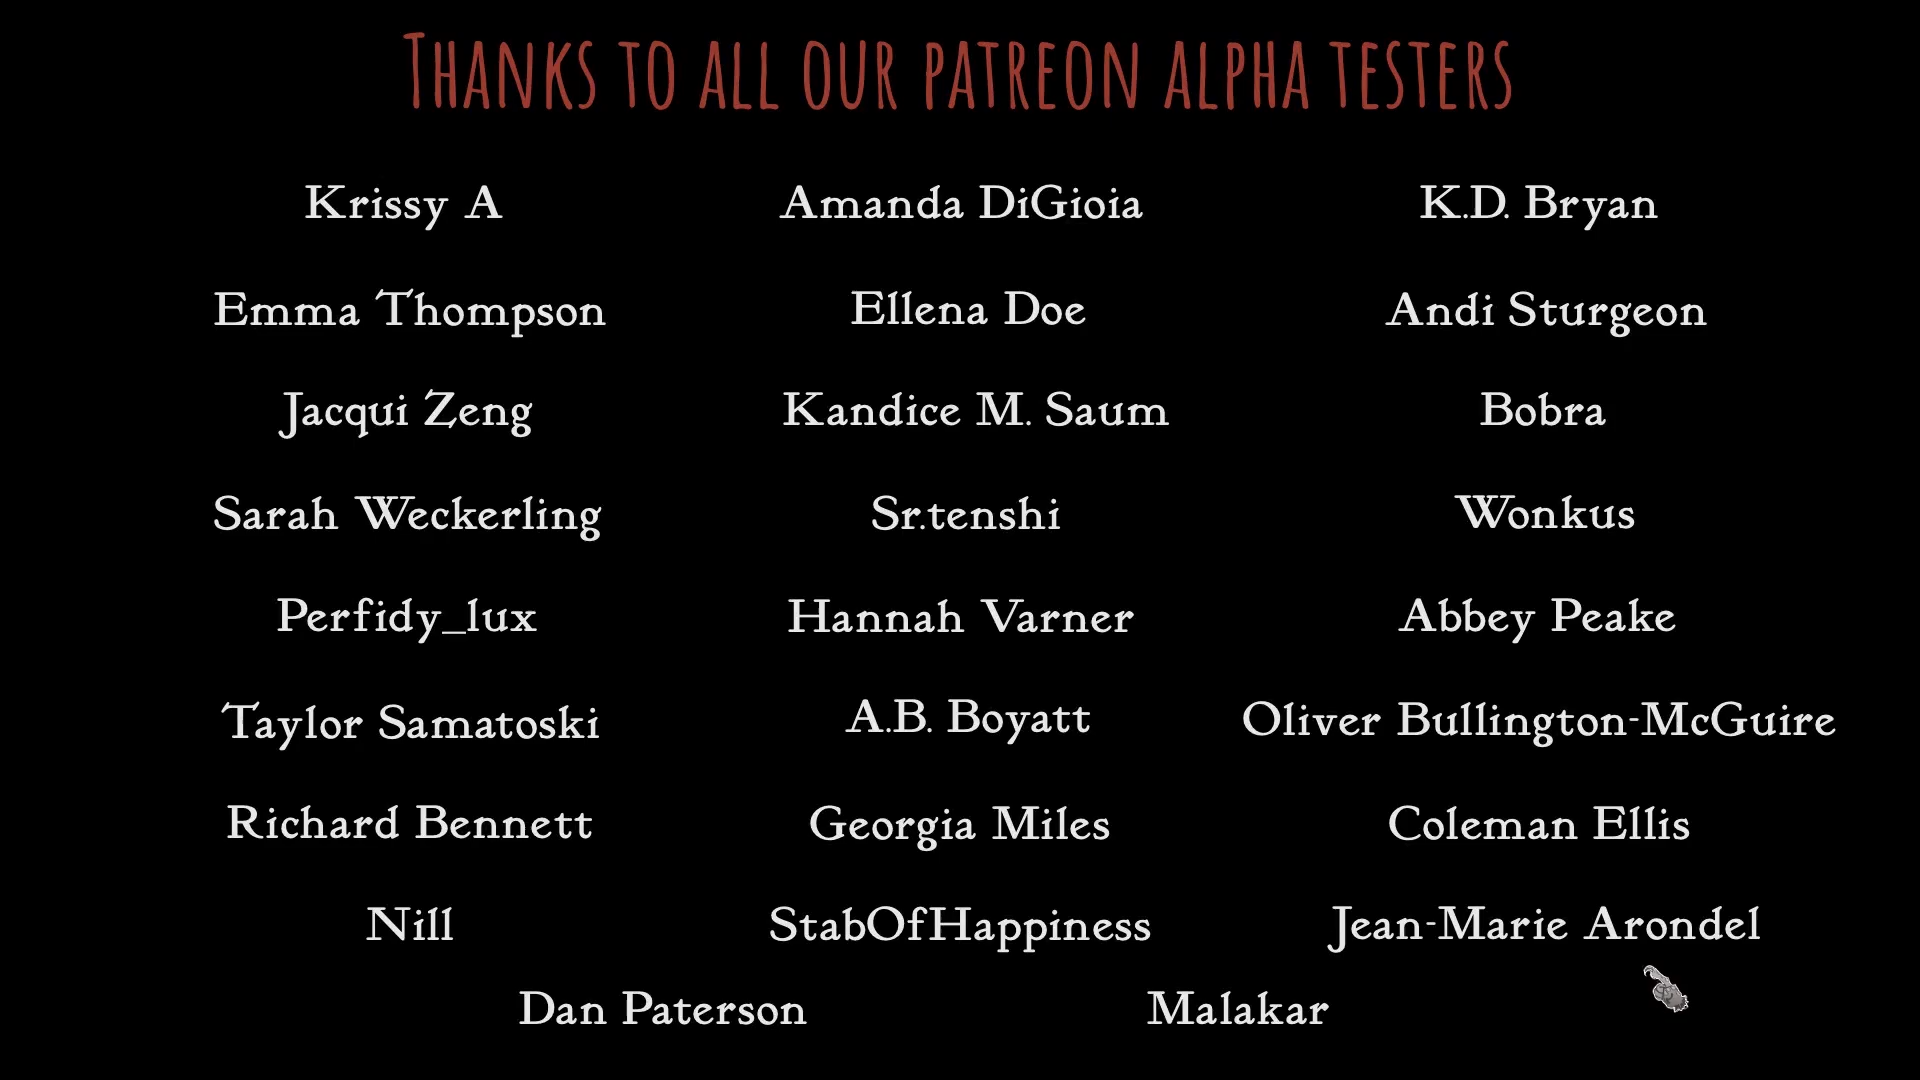 Thanks to all our patreon alpha testers
Krissy A Amanda DiGioia K.D. Bryan
Emma Thompson Ellena Doe Andi Sturgeon
Jacqui Zeng Kandice M. Saum Bobra
Sarah Weckerling Sr.tenshi Wonkus
Perfidy_lux Hannah Varner Abbey Peake
Taylor Samatoski A.B. Boyatt Oliver Bullington-McGuire
Richard Bennett Georgia Miles Coleman Ellis
Nill StabOfHappiness Jean-Marie Arondel
Dan Paterson Malakar